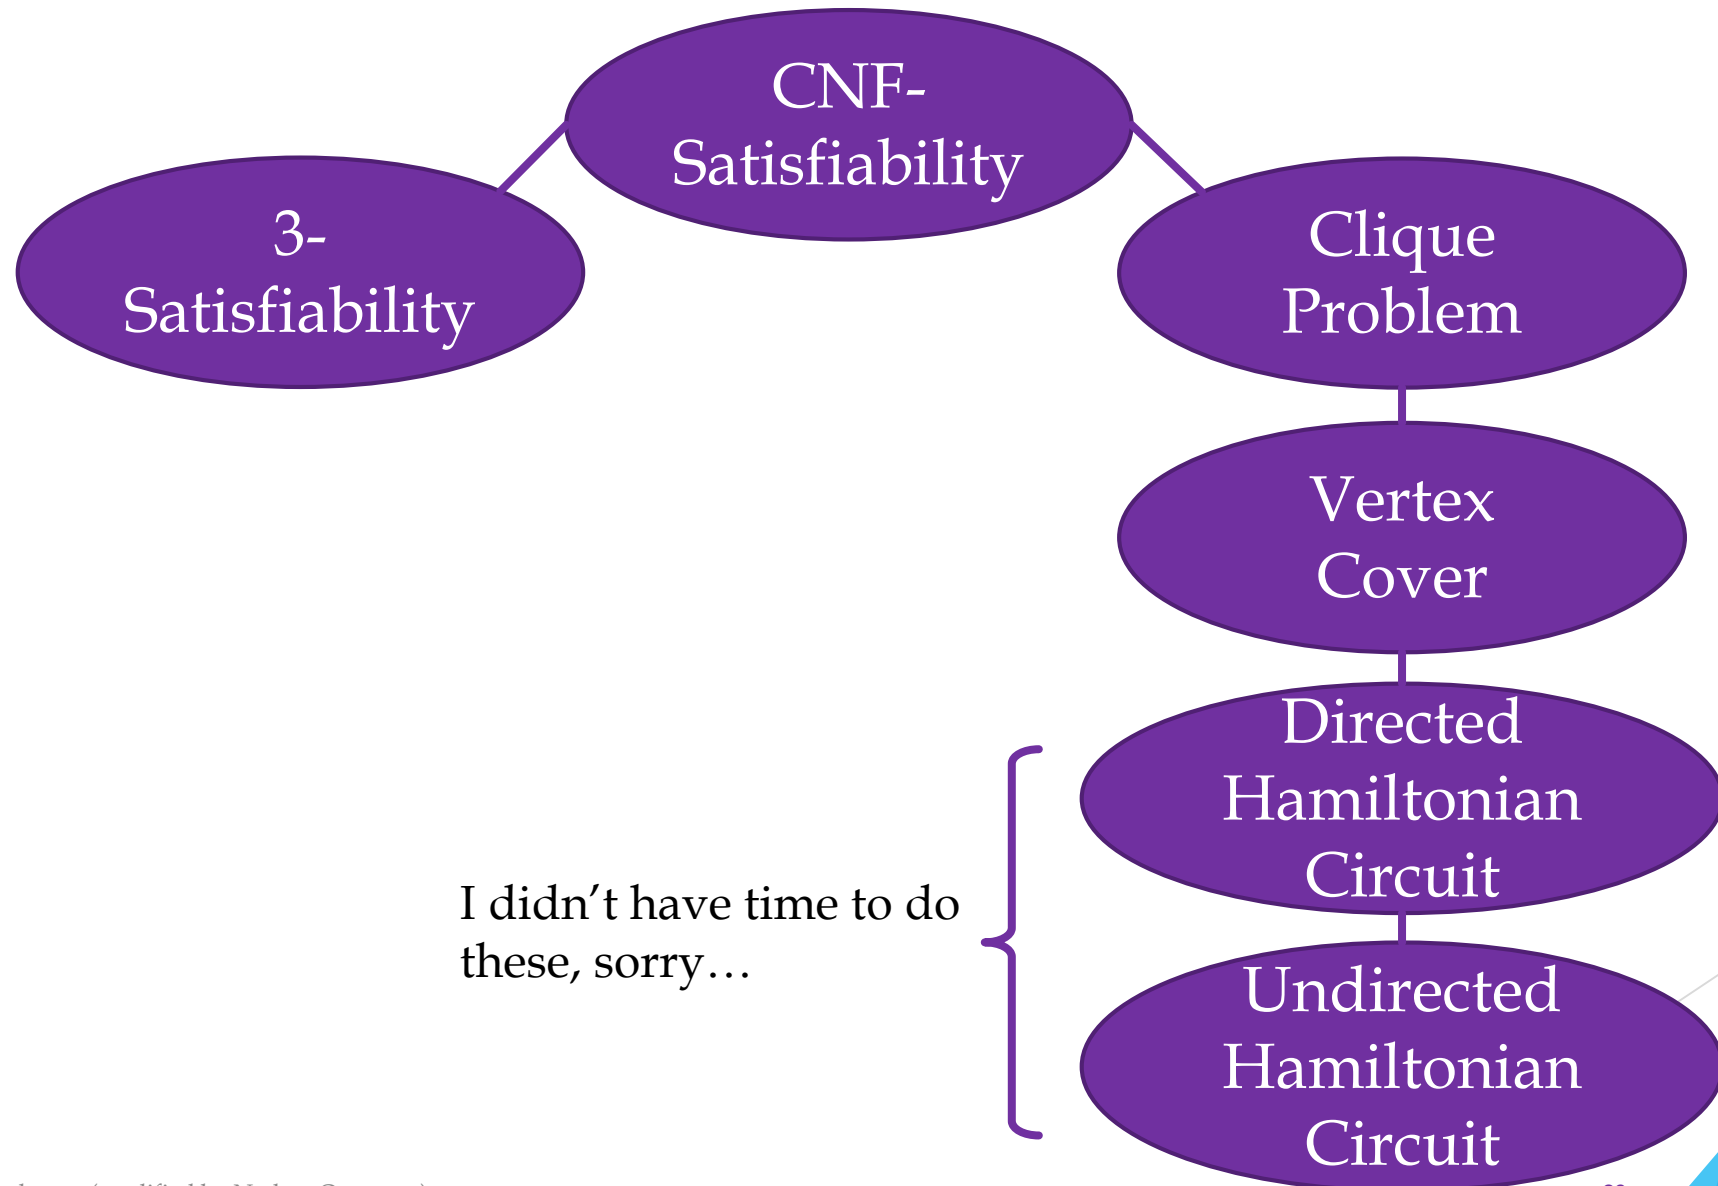 CNF-
Satisfiability
3-
Satisfiability
Clique
Problem
Vertex
Cover
Directed
Hamiltonian
Circuit
I didn’t have time to do
these, sorry…
Undirected
Hamiltonian
Circuit